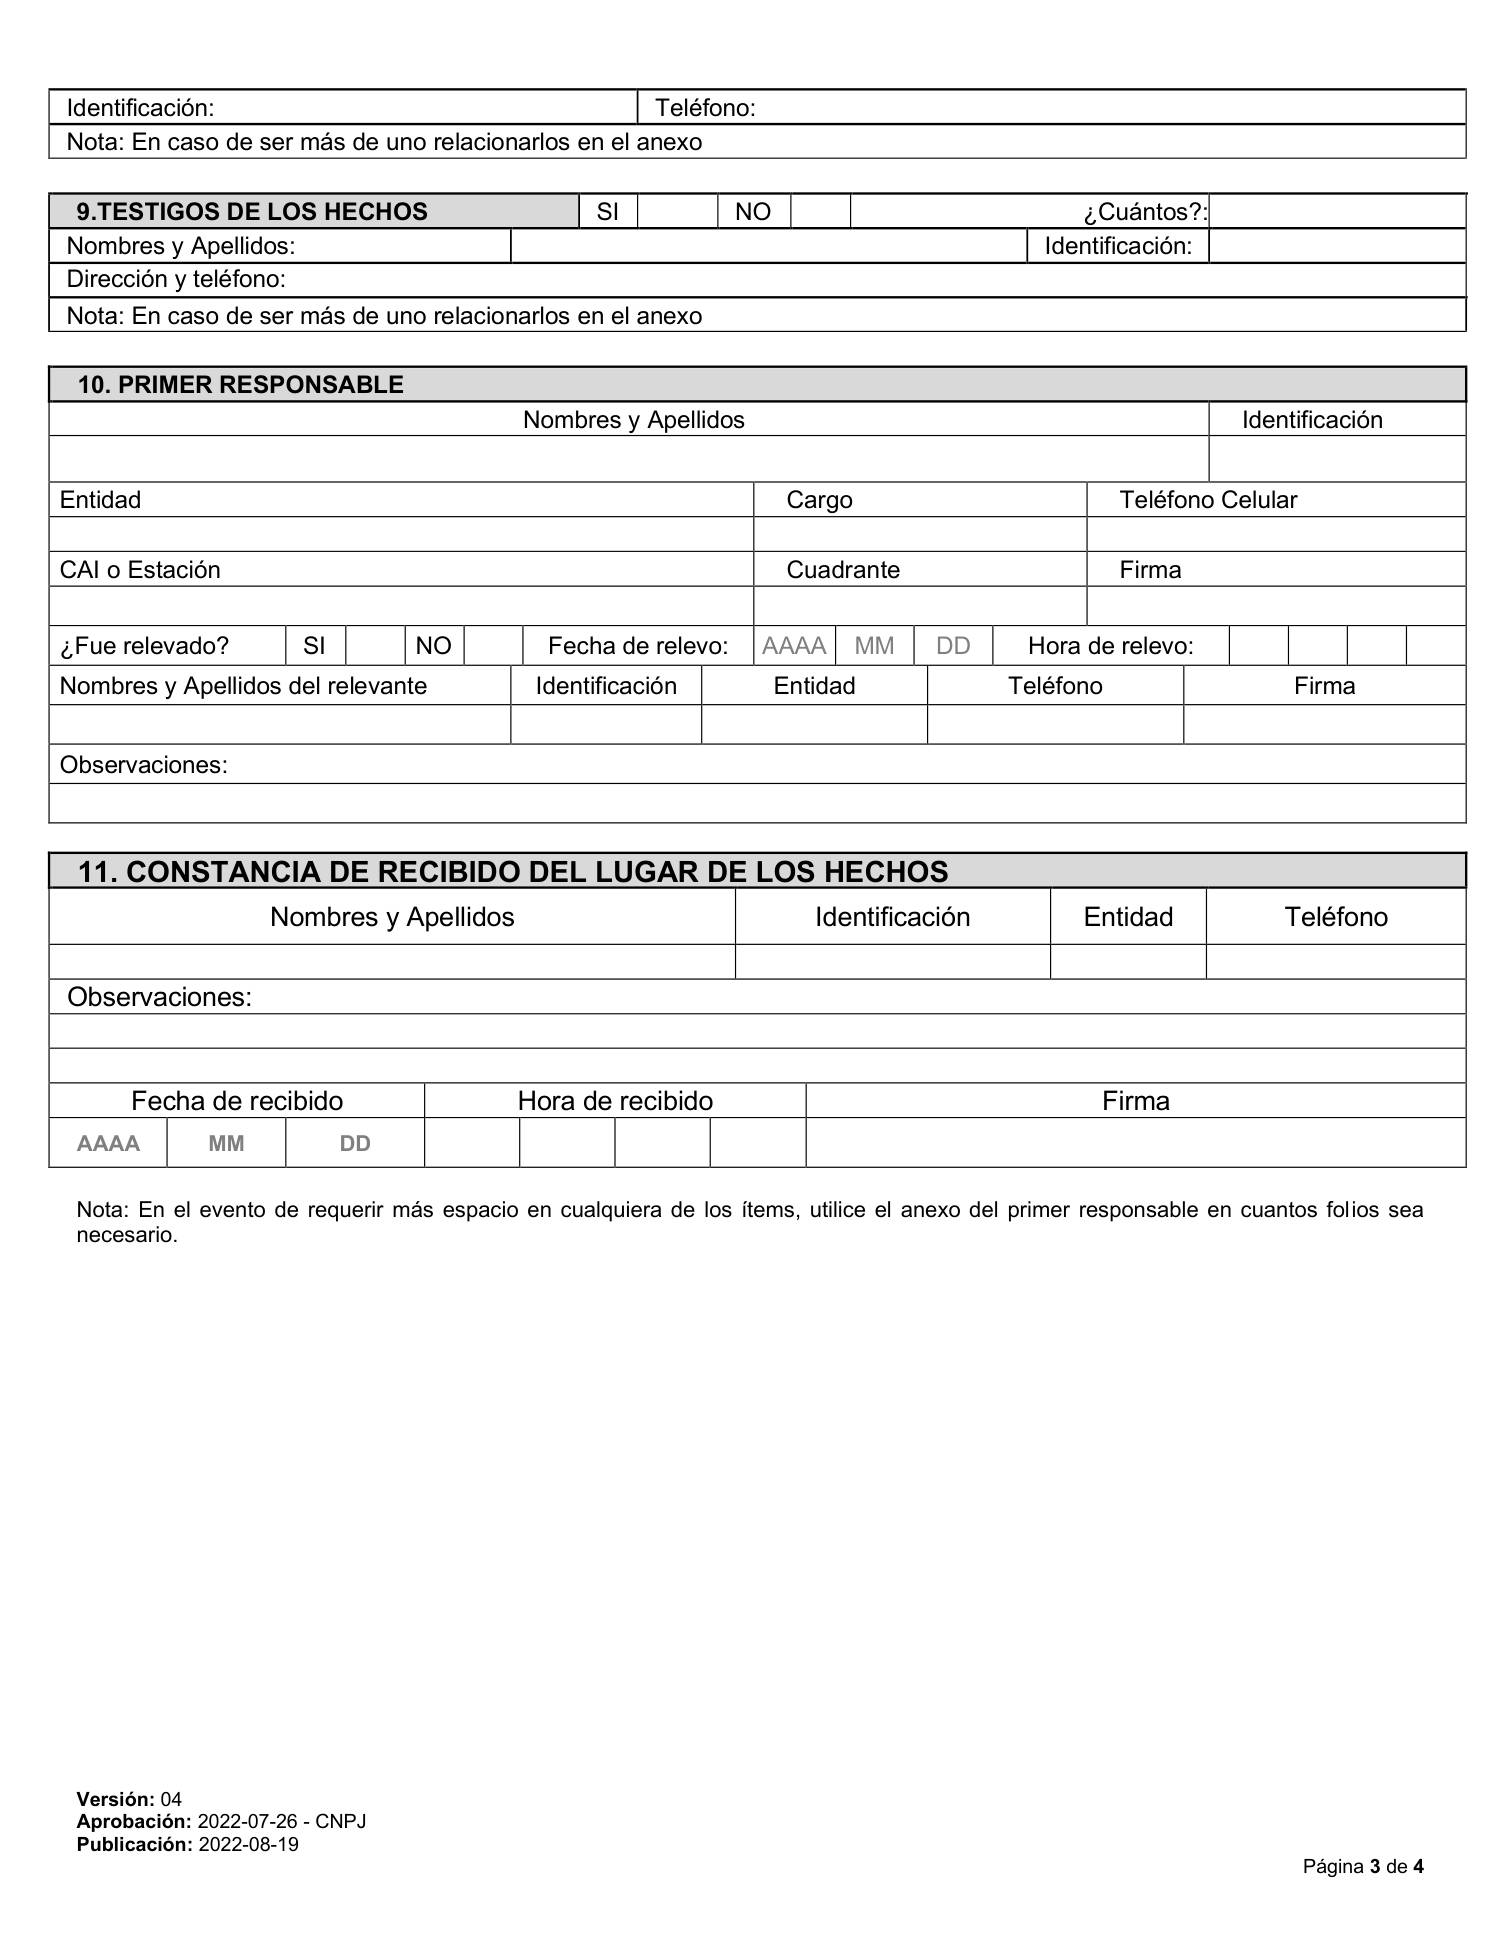 Identificación: Teléfono:
Nota: En caso de ser más de uno relacionarlos en el anexo
9.TESTIGOS DE LOS HECHOS SI NO ¿Cuántos?:
Nombres y Apellidos: Identificación:
Dirección y teléfono:
Nota: En caso de ser más de uno relacionarlos en el anexo
10. PRIMER RESPONSABLE
Nombres y Apellidos Identificación
Entidad Cargo Teléfono Celular
CAI o Estación Cuadrante Firma
¿Fue relevado? SI NO Fecha de relevo: AAAA MM DD Hora de relevo:
Nombres y Apellidos del relevante Identificación Entidad Teléfono Firma
Observaciones:
11. CONSTANCIA DE RECIBIDO DEL LUGAR DE LOS HECHOS
Nombres y Apellidos Identificación Entidad Teléfono
Observaciones:
Fecha de recibido Hora de recibido Firma
AAAA MM DD
Nota: En el evento de requerir más espacio en cualquiera de los ítems, utilice el anexo del primer responsable en cuantos folios sea
necesario.
Versión: 04
Aprobación: 2022-07-26 - CNPJ
Publicación: 2022-08-19
Página 3 de 4